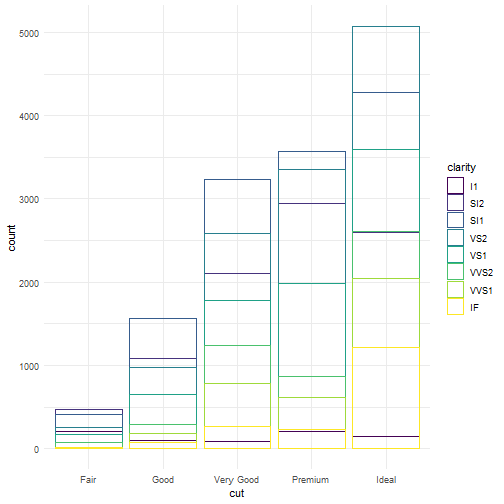 5000
4000
3000
2000
1000
0
count
Fair
Good
Very Good
Premium
Ideal
cut
clarity
I1
SI2
SI1
VS2
VS1
VVS2
VVS1
IF